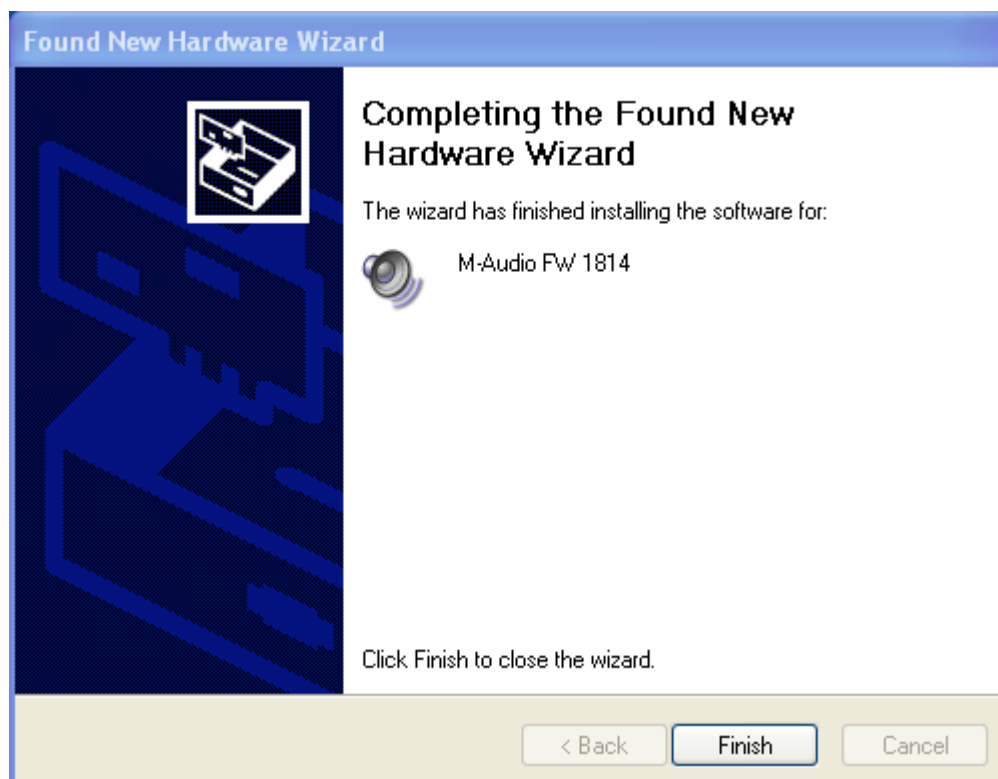 Found New Hardware Wizard
Completing the Found New
Hardware Wizard
The wizard has finished installing the software for:
M-Audio FW 1814
Click Finish to close the wizard.
< Back
Finish
Cancel